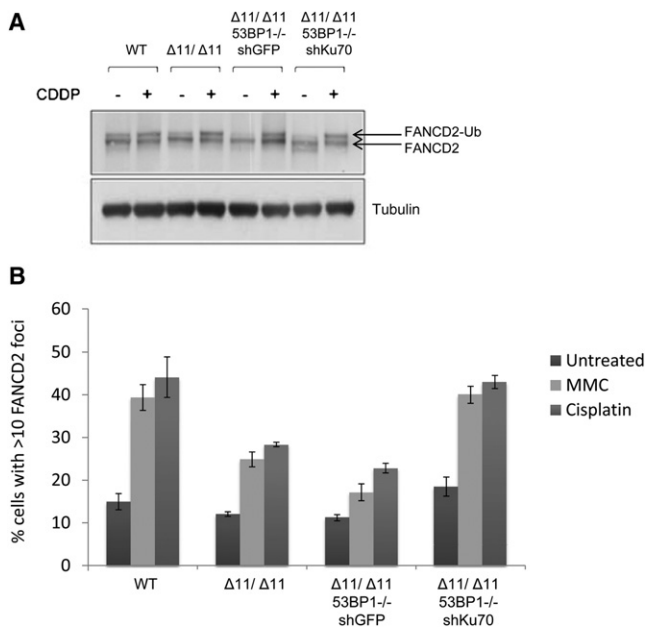 A
WT
Δ11/ Δ11
Δ11/ Δ11
53BP1-/-
shGFP
Δ11/ Δ11
53BP1-/-
shKu70
CDDP - + - + - + - +
FANCD2-Ub
FANCD2
Tubulin
B
% cells with >10 FANCD2 foci
60
50
40
30
20
10
0
Untreated
MMC
Cisplatin
WT
Δ11/ Δ11
Δ11/ Δ11
53BP1-/-
shGFP
Δ11/ Δ11
53BP1-/-
shKu70